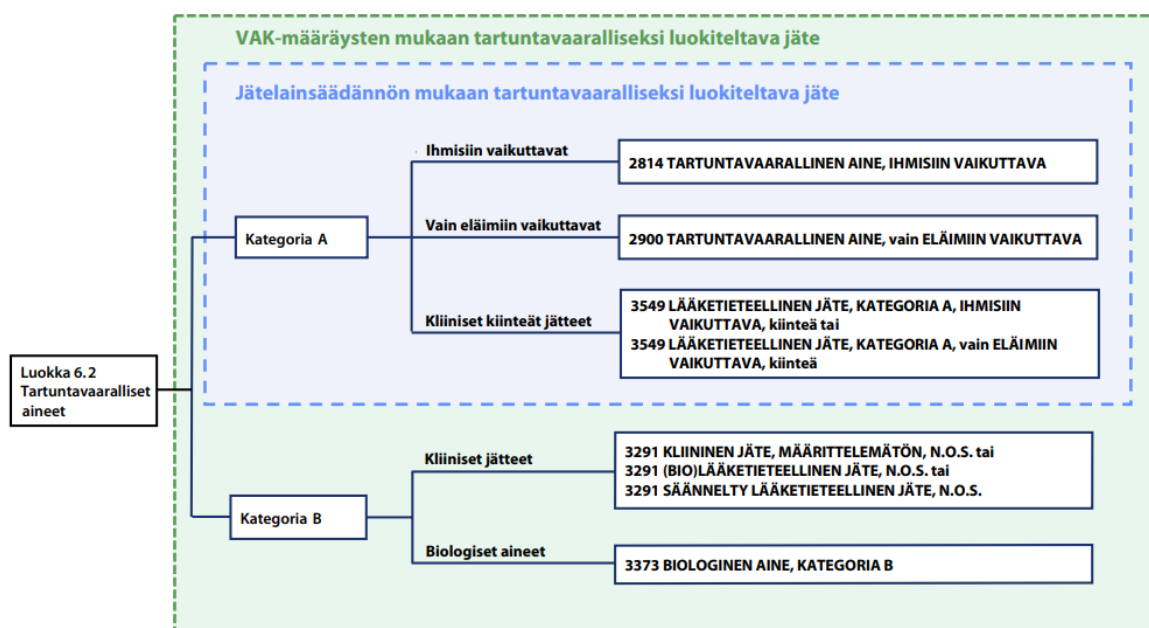 VAK-määräysten mukaan tartuntavaaralliseksi luokiteltava jäte
Jätelainsäädännön mukaan tartuntavaaralliseksi luokiteltava jäte
Ihmisiin vaikuttavat
2814 TARTUNTAVAARALLINEN AINE, IHMISIIN VAIKUTTAVA
Kategoria A
Vain eläimiin vaikuttavat
2900 TARTUNTAVAARALLINEN AINE, vain ELÄIMIIN VAIKUTTAVA
Kliiniset kiinteät jätteet
3549 LÄÄKETIETEELLINEN JÄTE, KATEGORIA A, IHMISIIN
VAIKUTTAVA, kiinteä tai
3549 LÄÄKETIETEELLINEN JÄTE, KATEGORIA A, vain ELÄIMIIN
VAIKUTTAVA, kiinteä
Luokka 6.2
Tartuntavaaralliset
aineet
Kliiniset jätteet
3291 KLIININEN JÄTE, MÄÄRITTELEMÄTÖN, N.O.S. tai
3291 (BIO)LÄÄKETIETEELLINEN JÄTE, N.O.S. tai
3291 SÄÄNNELTY LÄÄKETIETEELLINEN JÄTE, N.O.S.
Kategoria B
Biologiset aineet
3373 BIOLOGINEN AINE, KATEGORIA B